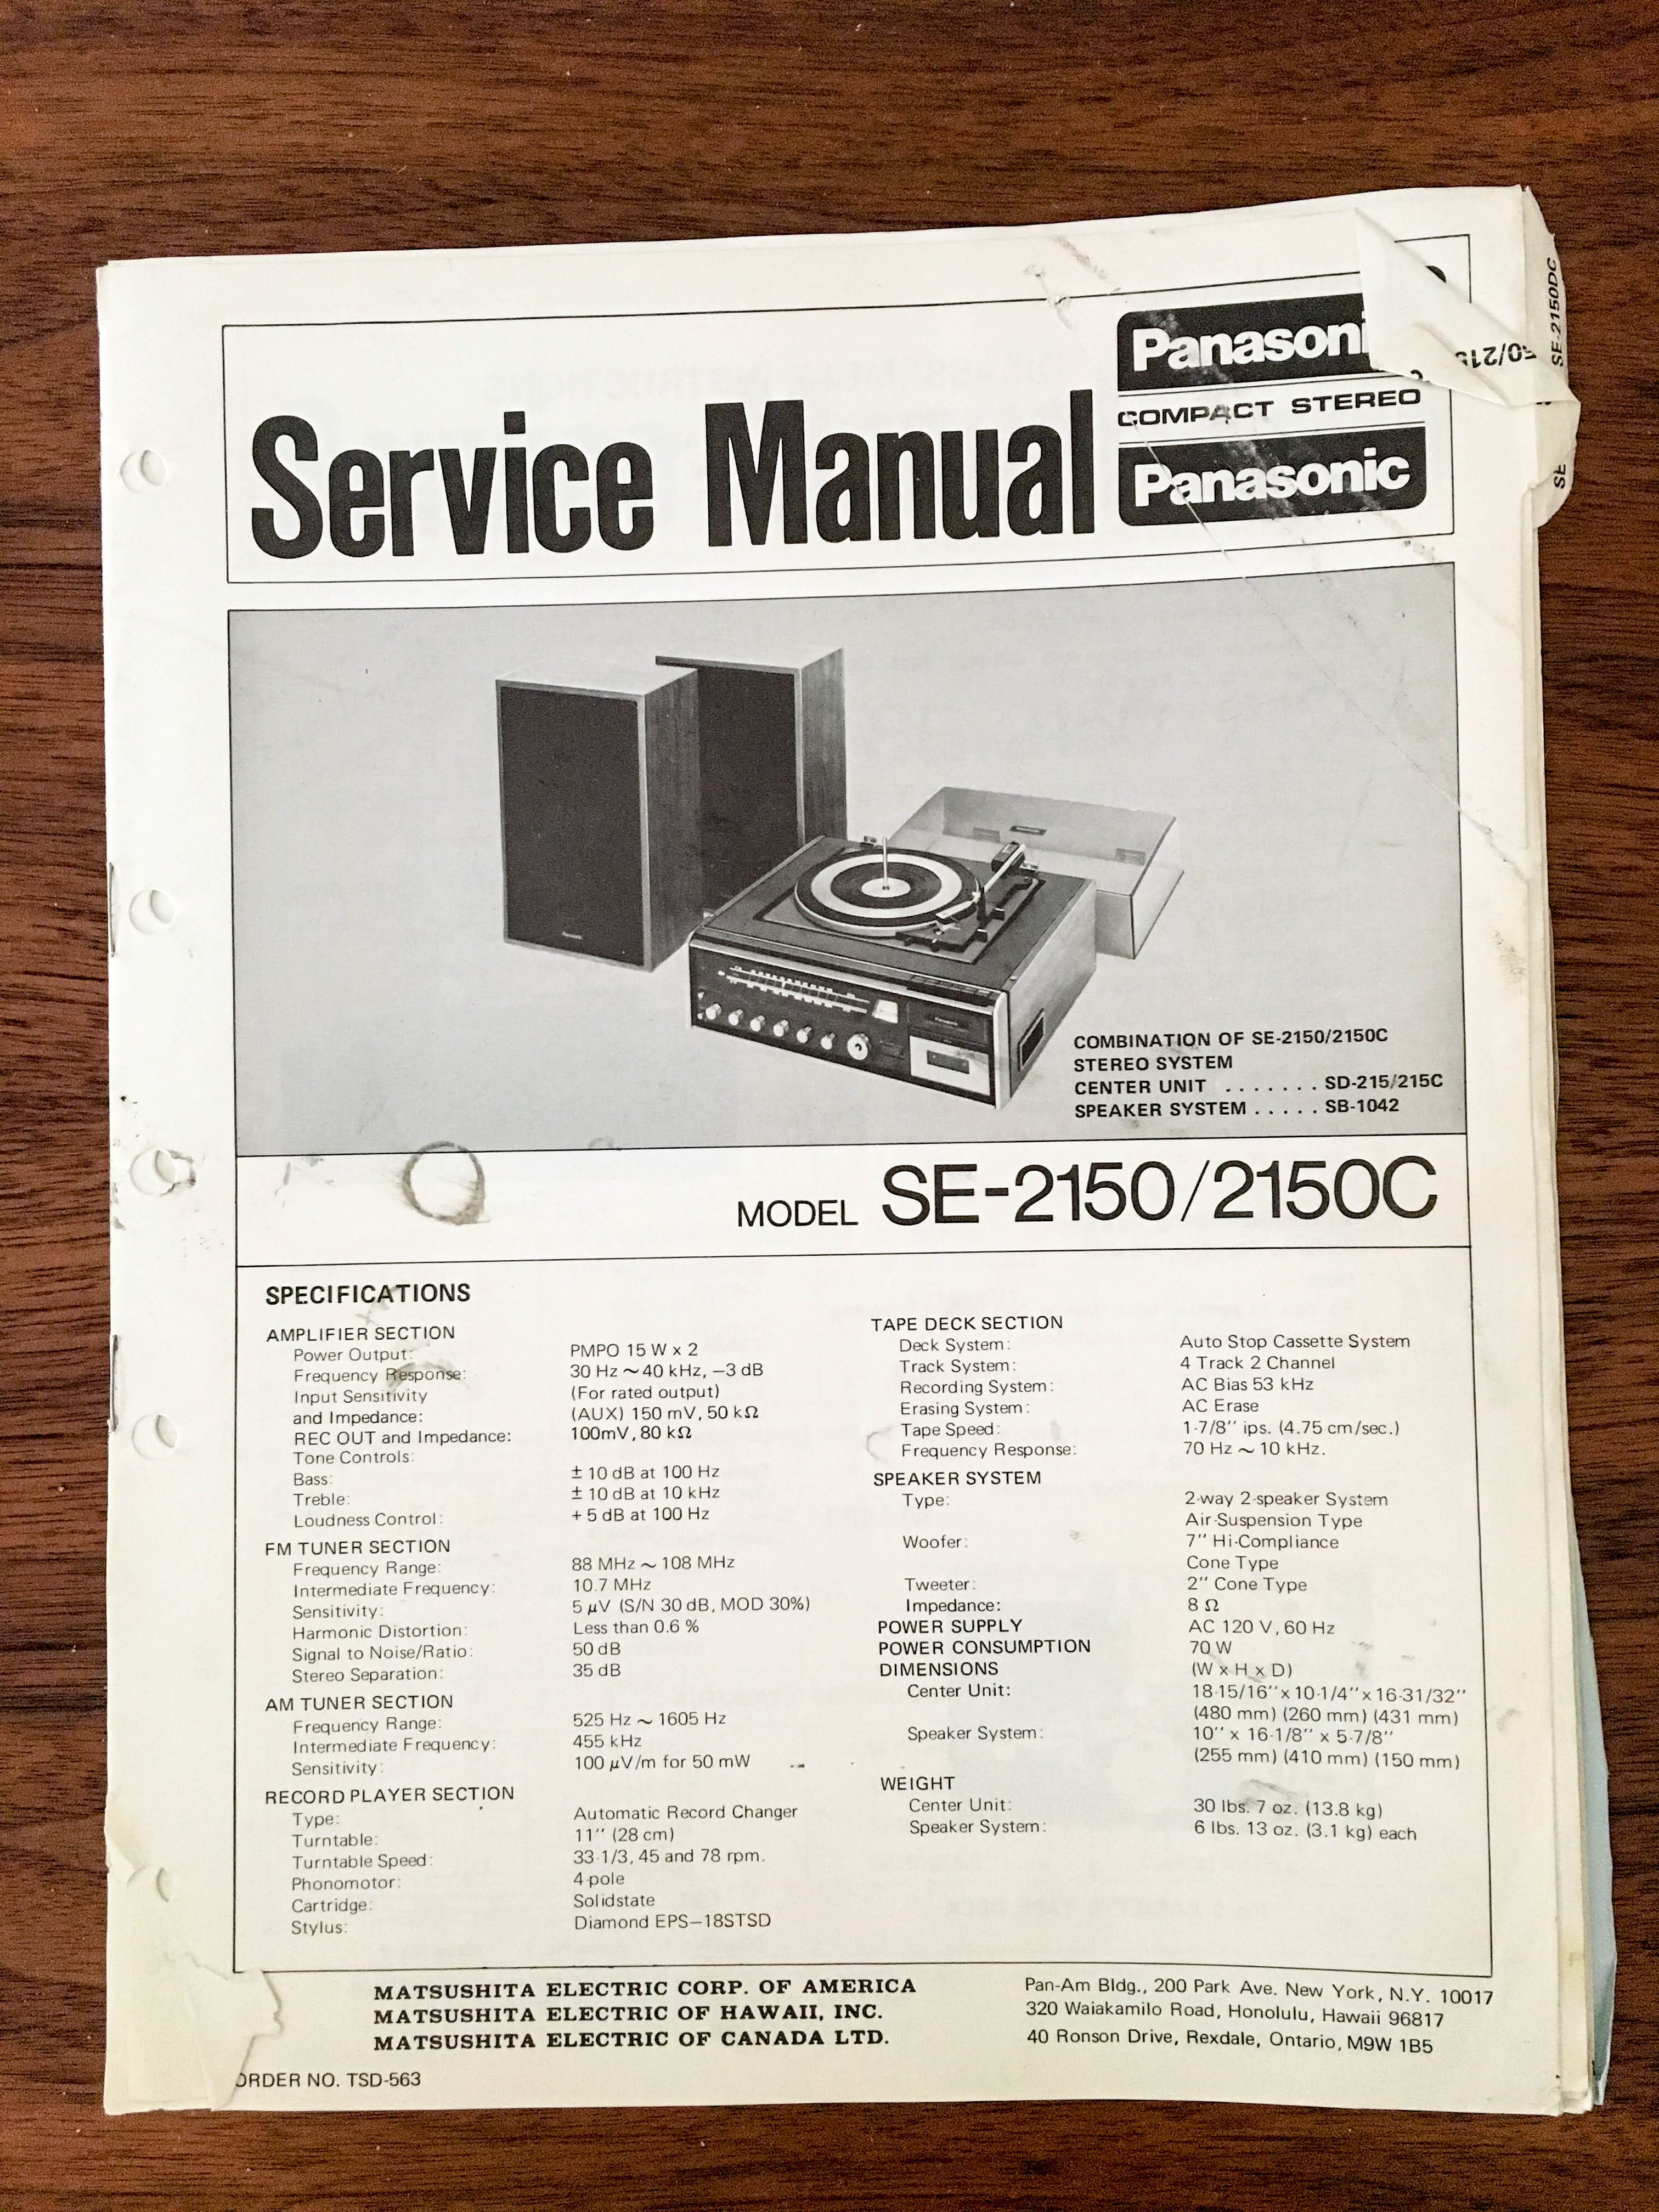 Service Manual
Panasoni
COMPACT STEREO
Panasonic
SE-2150DC
SE
COMBINATION OF SE-2150/2150C
STEREO SYSTEM
CENTER UNIT . . . . . . . SD-215/215C
SPEAKER SYSTEM . . . . . SB-1042
MODEL SE-2150/2150C
SPECIFICATIONS
AMPLIFIER SECTION
Power Output: PMPO 15 W x 2
Frequency Response: 30 Hz ~ 40 kHz, −3 dB
Input Sensitivity (For rated output)
and Impedance: (AUX) 150 mV, 50 kΩ
REC OUT and Impedance: 100mV, 80 kΩ
Tone Controls:
Bass: ± 10 dB at 100 Hz
Treble: ± 10 dB at 10 kHz
Loudness Control: + 5 dB at 100 Hz
FM TUNER SECTION
Frequency Range: 88 MHz ~ 108 MHz
Intermediate Frequency: 10.7 MHz
Sensitivity: 5 μV (S/N 30 dB, MOD 30%)
Harmonic Distortion: Less than 0.6 %
Signal to Noise/Ratio: 50 dB
Stereo Separation: 35 dB
AM TUNER SECTION
Frequency Range: 525 Hz ~ 1605 Hz
Intermediate Frequency: 455 kHz
Sensitivity: 100 μV/m for 50 mW
RECORD PLAYER SECTION
Type: Automatic Record Changer
Turntable: 11'' (28 cm)
Turntable Speed: 33-1/3, 45 and 78 rpm.
Phonomotor: 4-pole
Cartridge: Solidstate
Stylus: Diamond EPS−18STSD
TAPE DECK SECTION
Deck System: Auto Stop Cassette System
Track System: 4 Track 2 Channel
Recording System: AC Bias 53 kHz
Erasing System: AC Erase
Tape Speed: 1-7/8'' ips. (4.75 cm/sec.)
Frequency Response: 70 Hz ~ 10 kHz.
SPEAKER SYSTEM
Type: 2-way 2-speaker System
Air-Suspension Type
Woofer: 7'' Hi-Compliance
Cone Type
Tweeter: 2'' Cone Type
Impedance: 8 Ω
POWER SUPPLY AC 120 V, 60 Hz
POWER CONSUMPTION 70 W
DIMENSIONS (W x H x D)
Center Unit: 18-15/16'' x 10-1/4'' x 16-31/32''
(480 mm) (260 mm) (431 mm)
Speaker System: 10'' x 16-1/8'' x 5-7/8''
(255 mm) (410 mm) (150 mm)
WEIGHT
Center Unit: 30 lbs. 7 oz. (13.8 kg)
Speaker System: 6 lbs. 13 oz. (3.1 kg) each
MATSUSHITA ELECTRIC CORP. OF AMERICA Pan-Am Bldg., 200 Park Ave. New York, N.Y. 10017
MATSUSHITA ELECTRIC OF HAWAII, INC. 320 Waiakamilo Road, Honolulu, Hawaii 96817
MATSUSHITA ELECTRIC OF CANADA LTD. 40 Ronson Drive, Rexdale, Ontario, M9W 1B5
ORDER NO. TSD-563